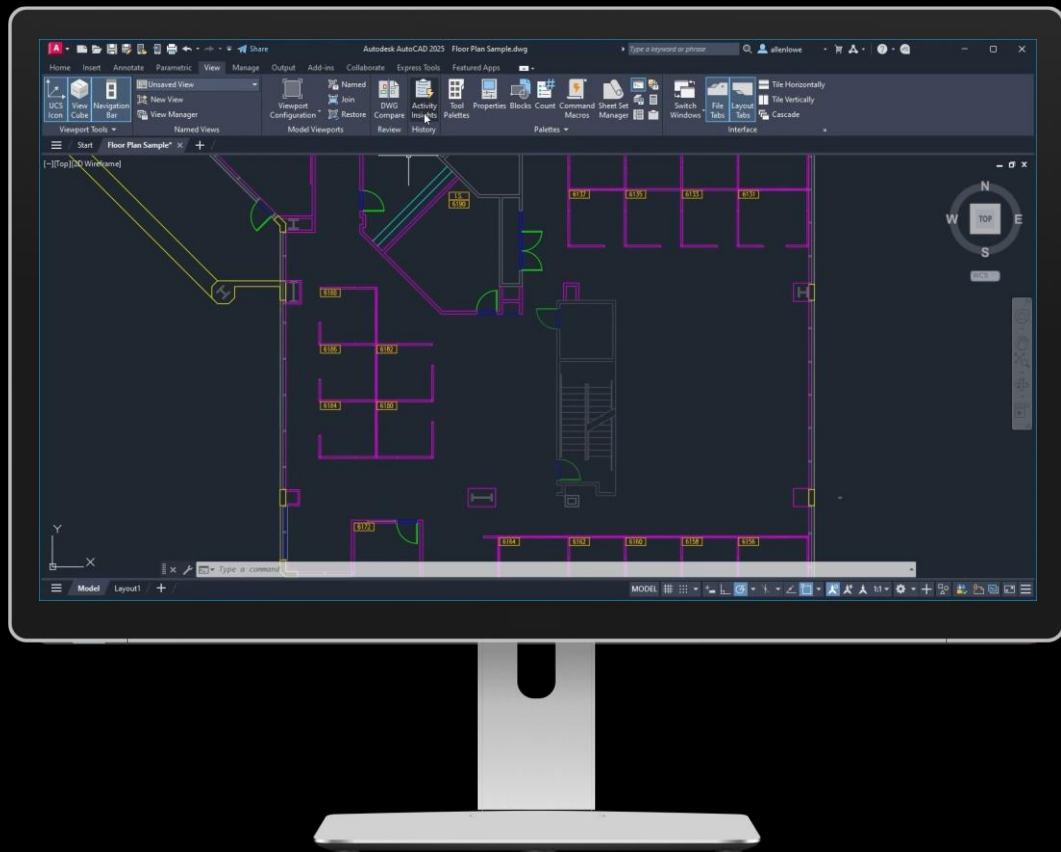 A Share Autodesk AutoCAD 2025 Floor Plan Sample.dwg Type a keyword or phrase allenlowe
Home Insert Annotate Parametric View Manage Output Add-ins Collaborate Express Tools Featured Apps
UCS Icon View Cube Navigation Bar
Unsaved View
New View
View Manager
Viewport Configuration
Named
Join
Restore
DWG Compare Activity Insights Tool Palettes Properties Blocks Count Command Macros Sheet Set Manager
Switch Windows File Tabs Layout Tabs
Tile Horizontally
Tile Vertically
Cascade
Viewport Tools Named Views Model Viewports Review History Palettes Interface
Start Floor Plan Sample* +
[−][Top][2D Wireframe]
N
W TOP E
S
WCS
6190
6137 6135 6133 6131
6188
6186 6182
6184 6180
6172
6164 6162 6160 6158 6156
Y
X
Type a command
Model Layout1 + MODEL 1:1